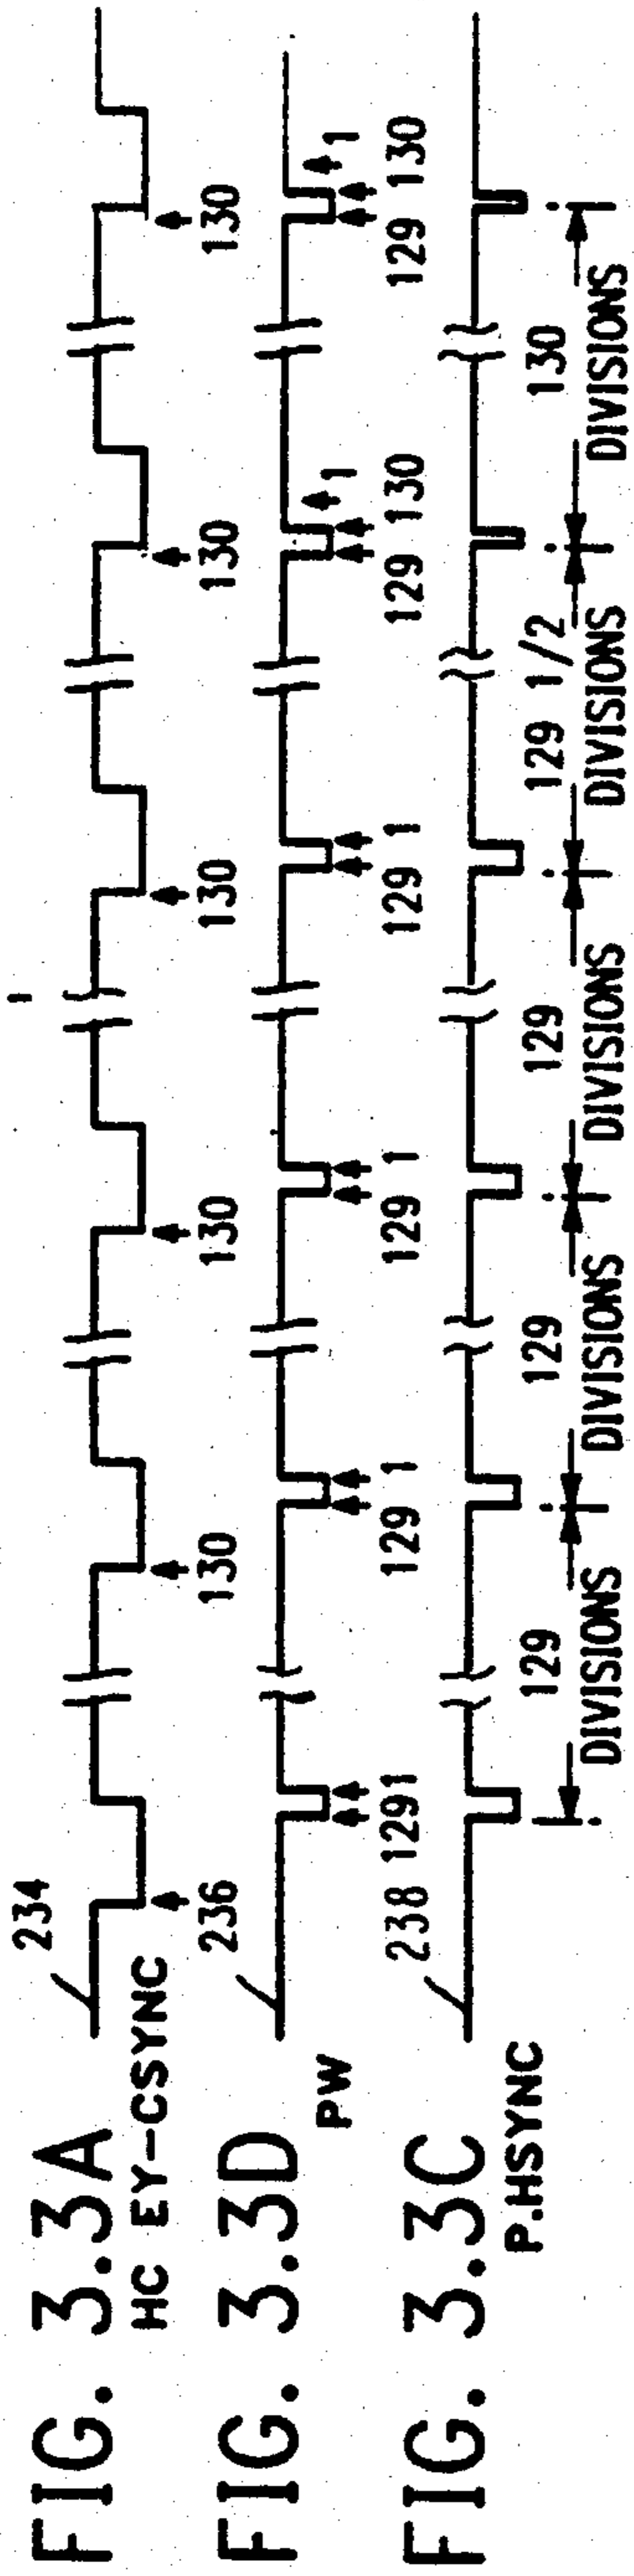 FIG. 3.3A
HC EY-CSYNC
234
130 130 130 130 130
FIG. 3.3D
PW
236
1291 129 1 129 1 129 1 129 130 1 129 130 1
FIG. 3.3C
P.HSYNC
238
129 129 129 129 1/2 130
DIVISIONS DIVISIONS DIVISIONS DIVISIONS DIVISIONS